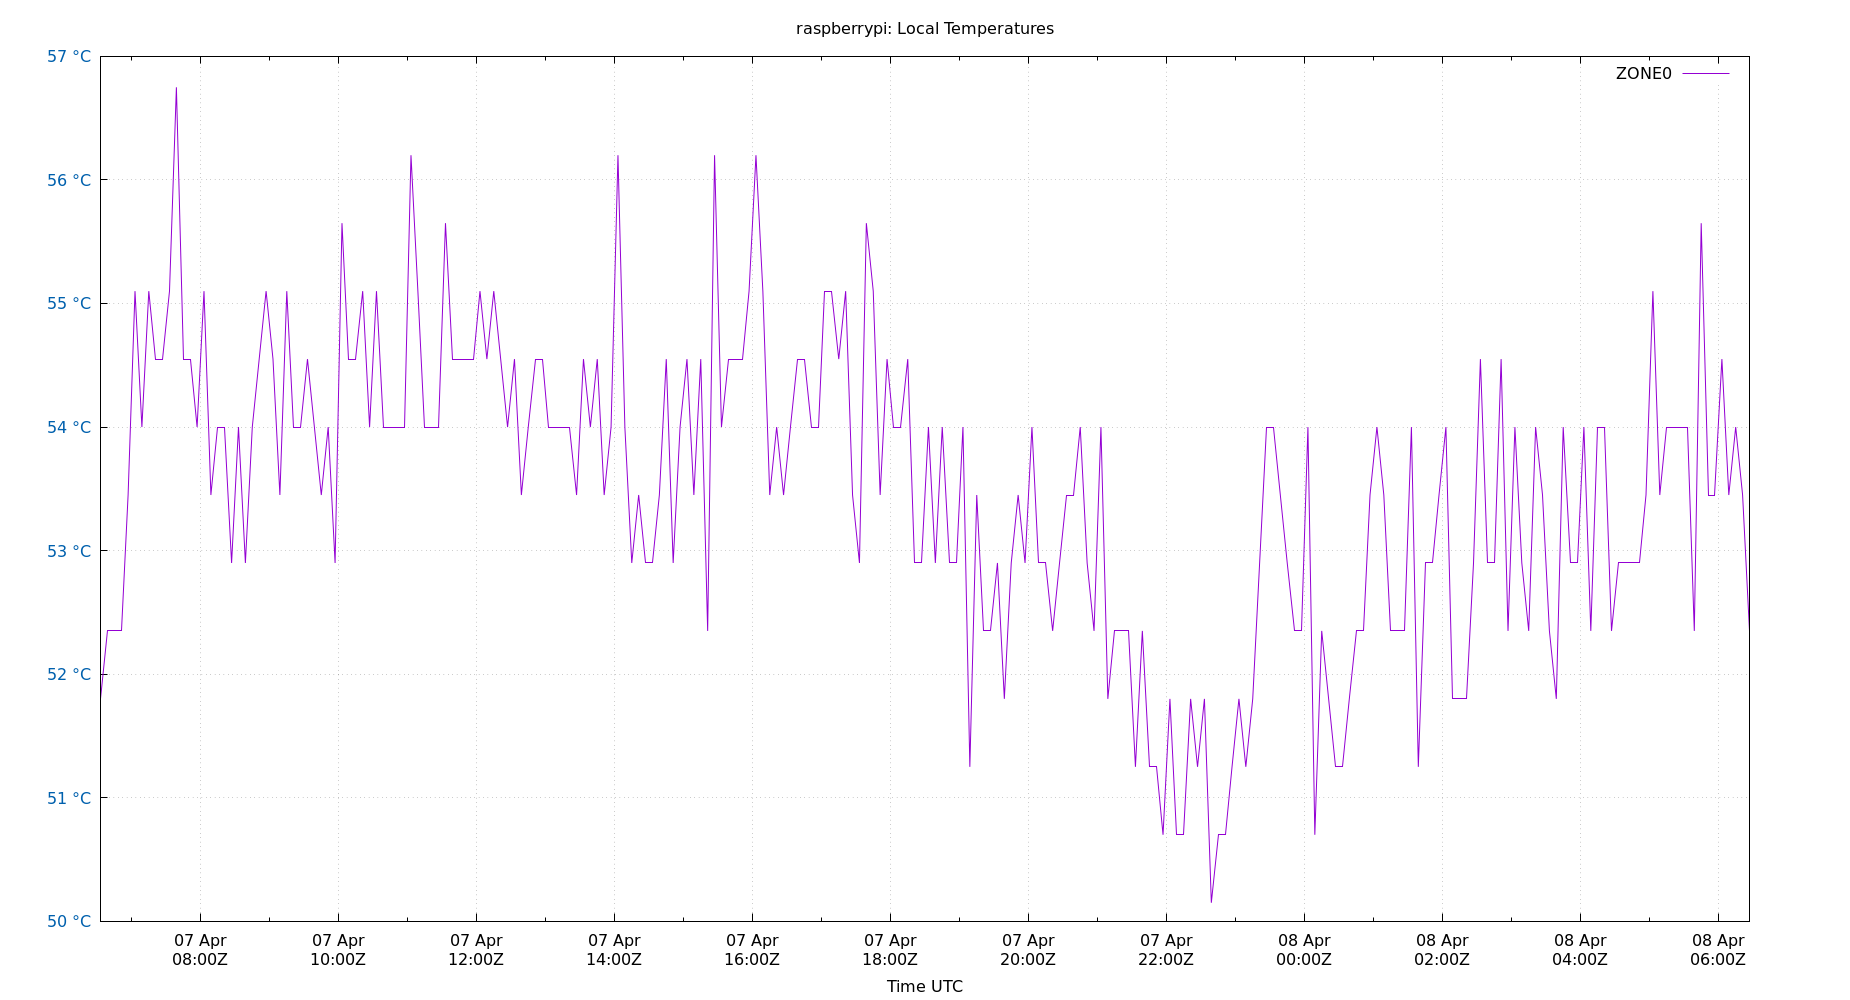 raspberrypi: Local Temperatures
57 °C
ZONE0
56 °C
55 °C
54 °C
53 °C
52 °C
51 °C
50 °C
07 Apr 07 Apr 07 Apr 07 Apr 07 Apr 07 Apr 07 Apr 07 Apr 08 Apr 08 Apr 08 Apr 08 Apr
08:00Z 10:00Z 12:00Z 14:00Z 16:00Z 18:00Z 20:00Z 22:00Z 00:00Z 02:00Z 04:00Z 06:00Z
Time UTC